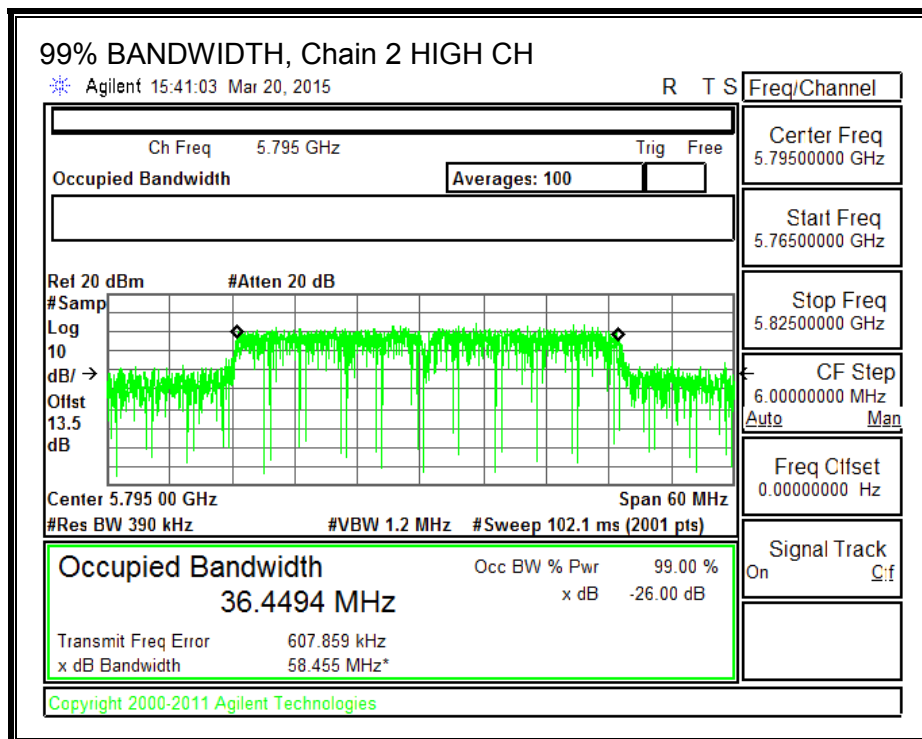 99% BANDWIDTH, Chain 2 HIGH CH
Agilent 15:41:03 Mar 20, 2015 R T S Freq/Channel
Ch Freq 5.795 GHz Trig Free
Occupied Bandwidth Averages: 100
Center Freq
5.79500000 GHz
Start Freq
5.76500000 GHz
Stop Freq
5.82500000 GHz
CF Step
6.00000000 MHz
Auto Man
Freq Offset
0.00000000 Hz
Signal Track
On Off
Ref 20 dBm #Atten 20 dB
#Samp
Log
10
dB/
Offst
13.5
dB
Center 5.795 00 GHz Span 60 MHz
#Res BW 390 kHz #VBW 1.2 MHz #Sweep 102.1 ms (2001 pts)
Occupied Bandwidth Occ BW % Pwr 99.00 %
36.4494 MHz x dB -26.00 dB
Transmit Freq Error 607.859 kHz
x dB Bandwidth 58.455 MHz*
Copyright 2000-2011 Agilent Technologies